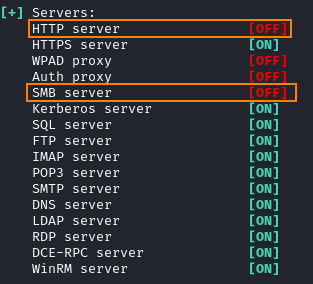 [+] Servers:
HTTP server [OFF]
HTTPS server [ON]
WPAD proxy [OFF]
Auth proxy [OFF]
SMB server [OFF]
Kerberos server [ON]
SQL server [ON]
FTP server [ON]
IMAP server [ON]
POP3 server [ON]
SMTP server [ON]
DNS server [ON]
LDAP server [ON]
RDP server [ON]
DCE-RPC server [ON]
WinRM server [ON]